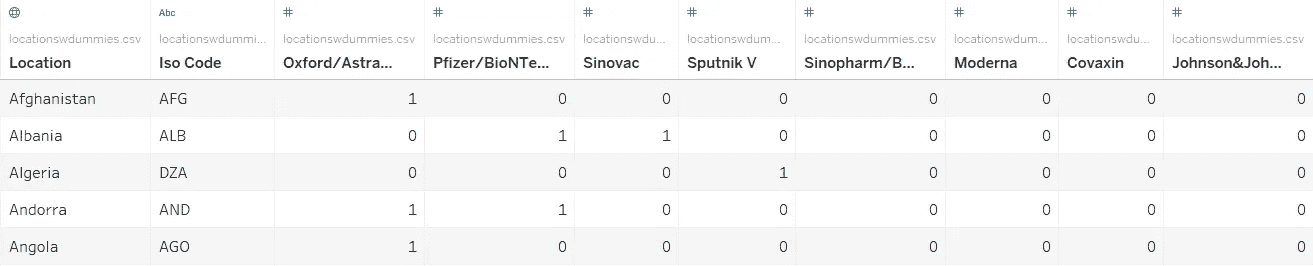 Abc
locationswdummies.csv locationswdummi... locationswdummies.csv locationswdummies.csv locationswdu... locationswdum... locationswdummies.csv locationswdum... locationswdu... locationswdummies.csv
Location Iso Code Oxford/Astra... Pfizer/BioNTe... Sinovac Sputnik V Sinopharm/B... Moderna Covaxin Johnson&Joh...
Afghanistan AFG 1 0 0 0 0 0 0 0
Albania ALB 0 1 1 0 0 0 0 0
Algeria DZA 0 0 0 1 0 0 0 0
Andorra AND 1 1 0 0 0 0 0 0
Angola AGO 1 0 0 0 0 0 0 0